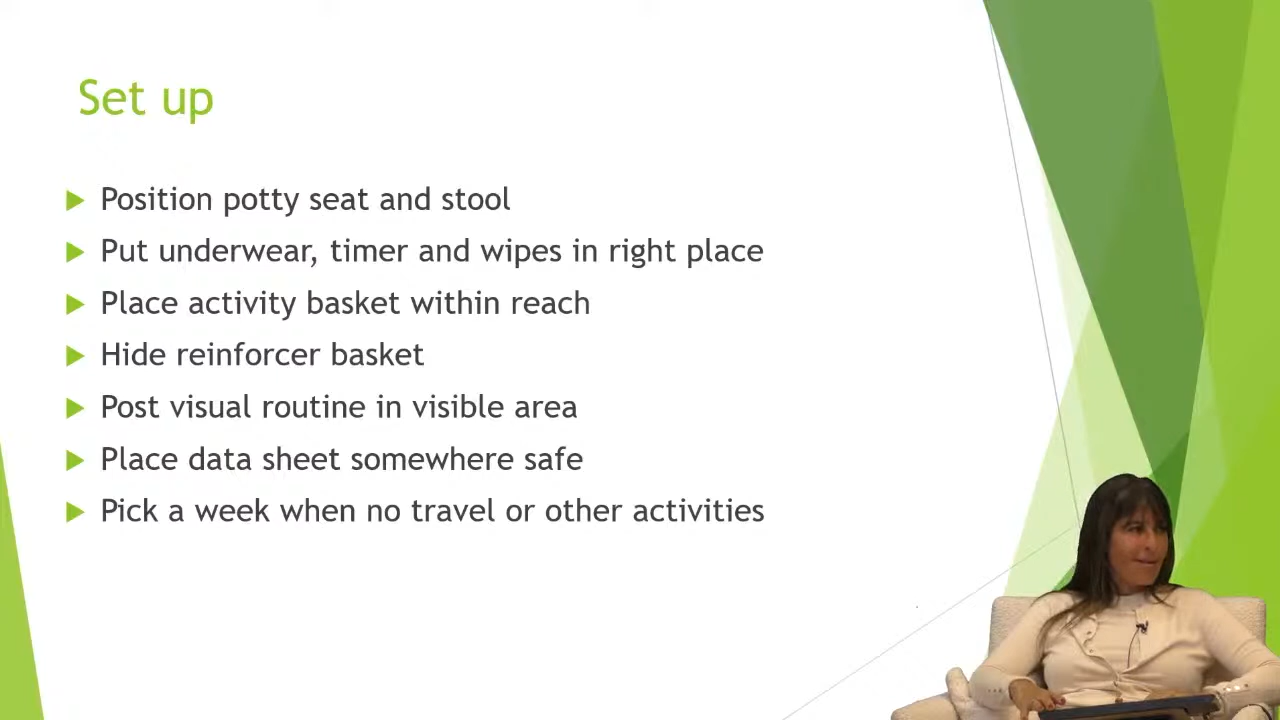 Set up
Position potty seat and stool
Put underwear, timer and wipes in right place
Place activity basket within reach
Hide reinforcer basket
Post visual routine in visible area
Place data sheet somewhere safe
Pick a week when no travel or other activities